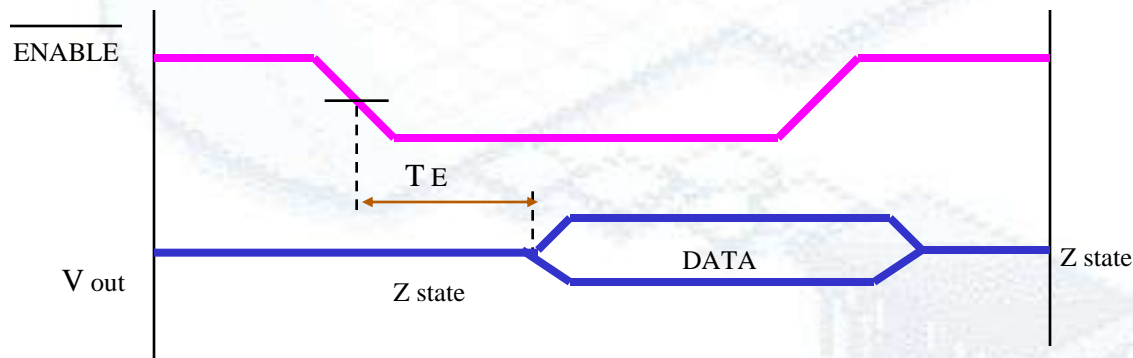 ENABLE
T E
DATA
Z state
V out
Z state